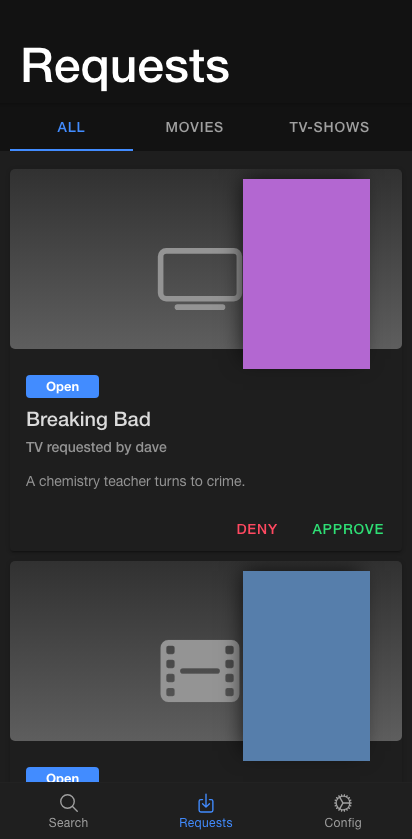 Requests
ALL MOVIES TV-SHOWS
Open
Breaking Bad
TV requested by dave
A chemistry teacher turns to crime.
DENY APPROVE
Open
Search Requests Config